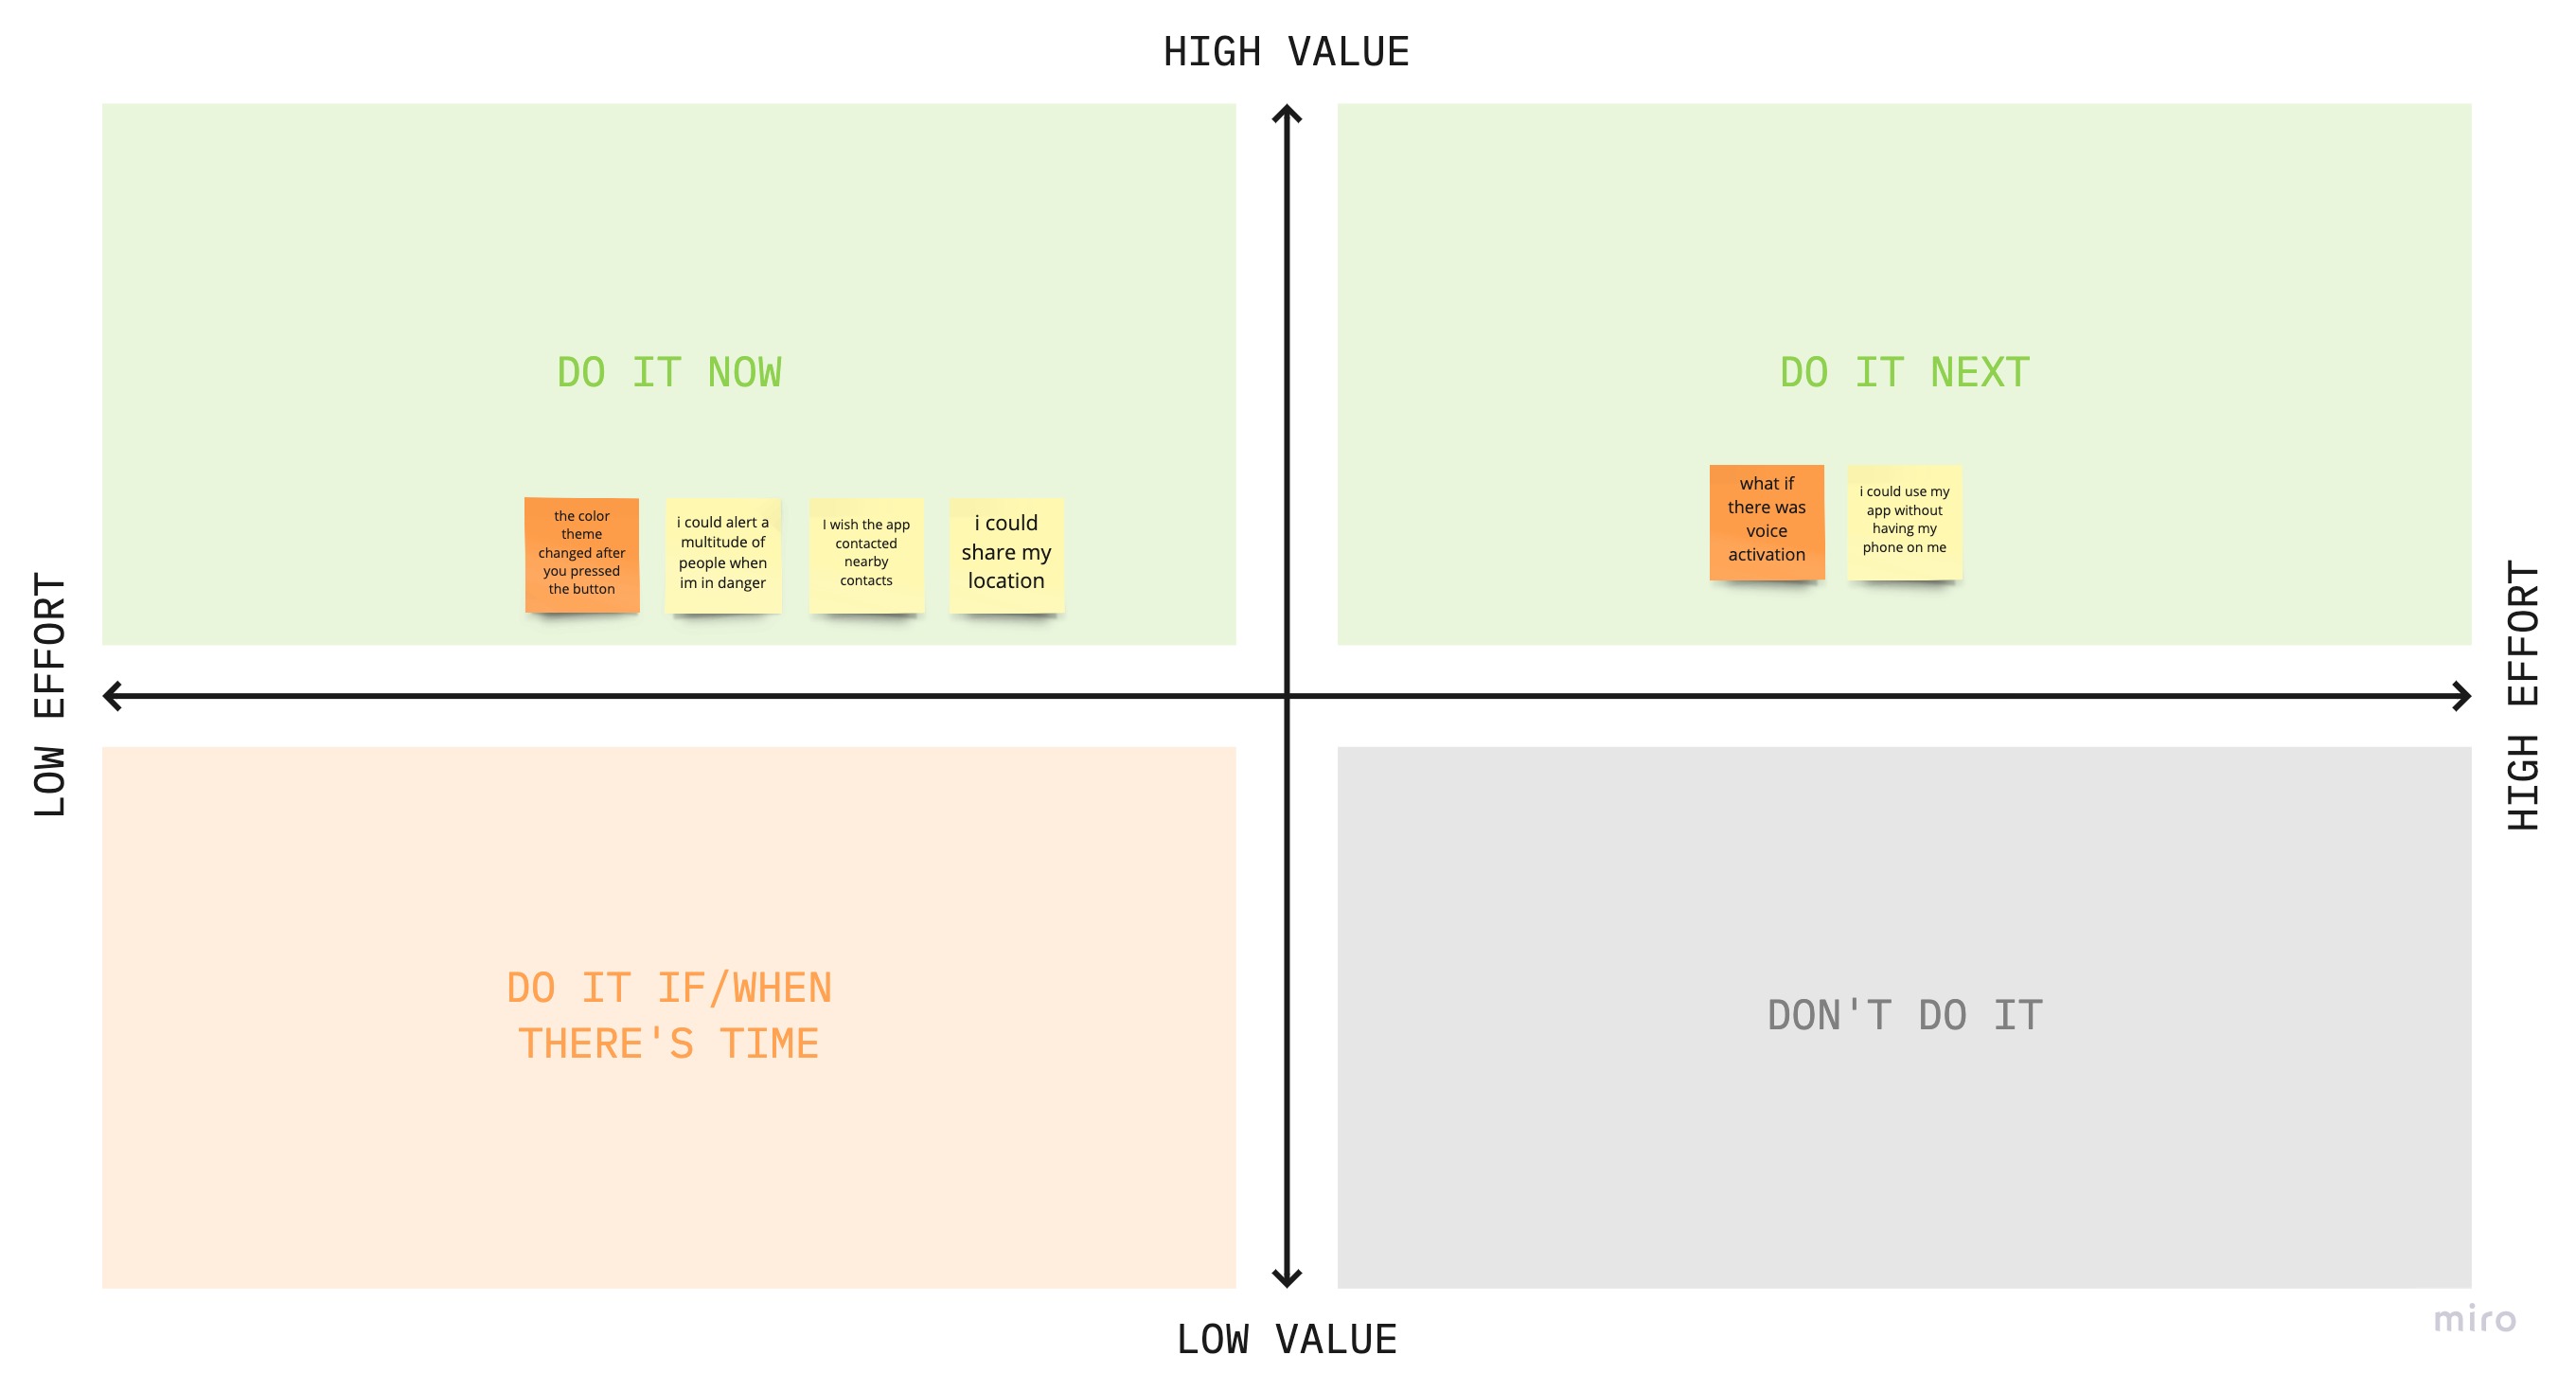 HIGH VALUE
DO IT NOW
DO IT NEXT
the color
theme
changed after
you pressed
the button
i could alert a
multitude of
people when
im in danger
I wish the app
contacted
nearby
contacts
i could
share my
location
what if
there was
voice
activation
i could use my
app without
having my
phone on me
LOW EFFORT
HIGH EFFORT
DO IT IF/WHEN
THERE'S TIME
DON'T DO IT
LOW VALUE
miro